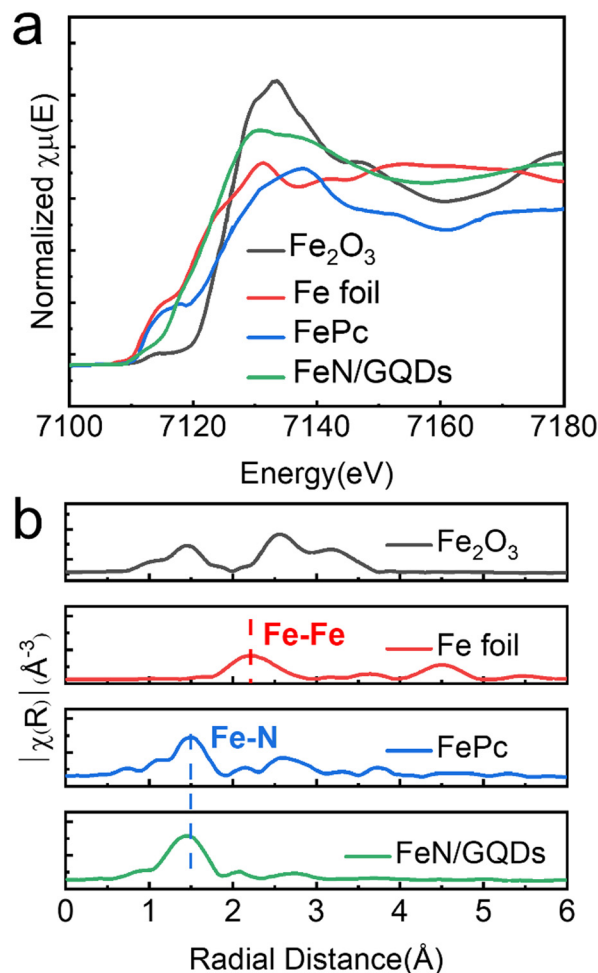 a
Normalized χμ(E)
Fe₂O₃
Fe foil
FePc
FeN/GQDs
7100 7120 7140 7160 7180
Energy(eV)
b
|χ(R)|(Å⁻³)
Fe₂O₃
Fe-Fe
Fe foil
Fe-N
FePc
FeN/GQDs
0 1 2 3 4 5 6
Radial Distance(Å)